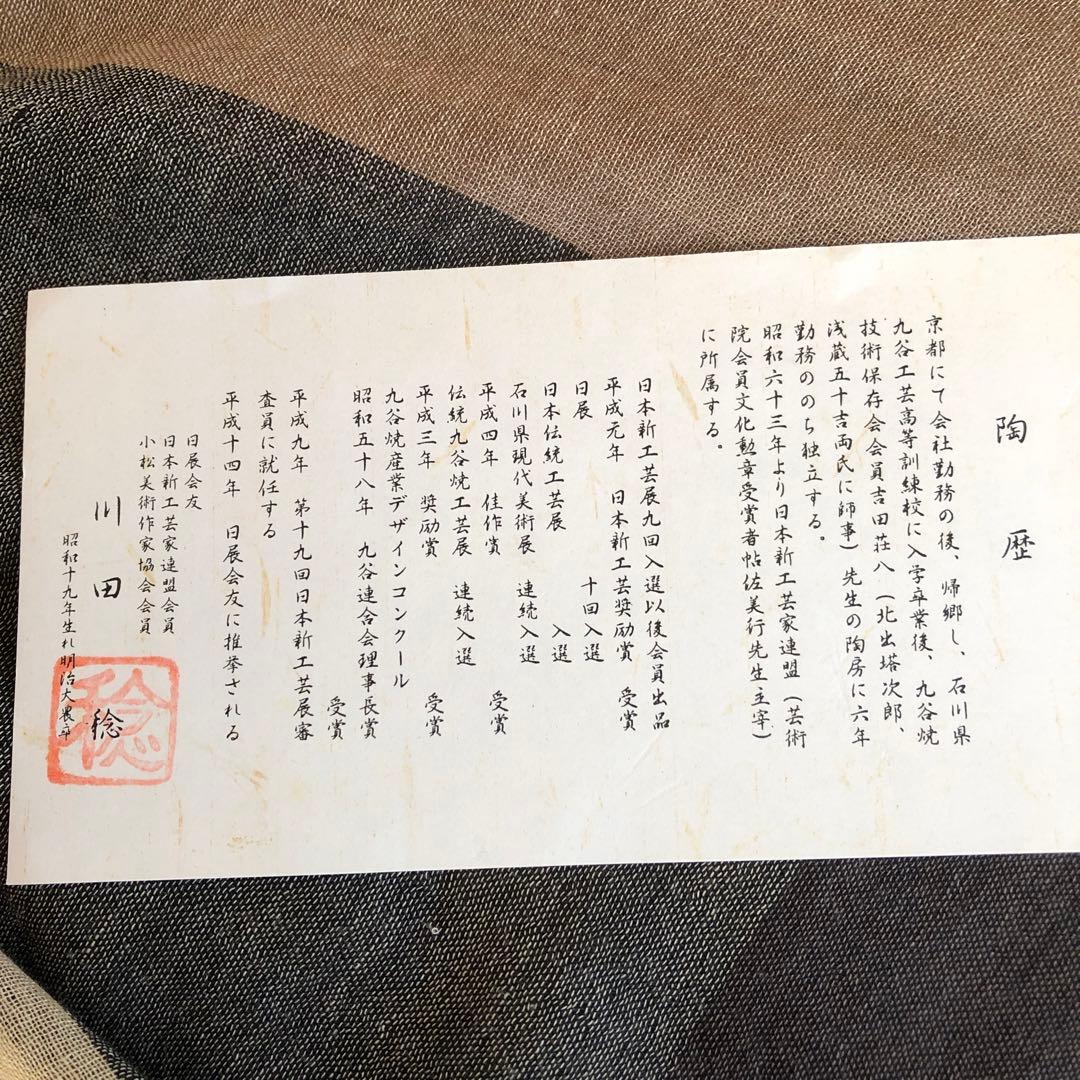 陶歴
京都にて会社勤務の後、帰郷し、石川県
九谷工芸高等訓練校に入学卒業後、九谷焼
技術保存会会員吉田荘八（北出塔次郎、
浅蔵五十吉両氏に師事）先生の陶房に六年
勤務ののち独立する。
昭和六十三年より日本新工芸家連盟（芸術
院会員文化勲章受賞者帖佐美行先生主宰）
に所属する。
日本新工芸展九回入選以後会員出品
平成元年　日本新工芸奨励賞　受賞
日展　十回入選
日本伝統工芸展　入選
石川県現代美術展　連続入選
平成四年　佳作賞　受賞
伝統九谷焼工芸展　連続入選
平成三年　奨励賞　受賞
九谷焼産業デザインコンクール
昭和五十八年　九谷連合会理事長賞
受賞
平成九年　第十九回日本新工芸展審
査員に就任する
平成十四年　日展会友に推挙される
日展会友
日本新工芸家連盟会員
小松美術作家協会会員
川田　稔
昭和十九年生れ明治大農卒
稔